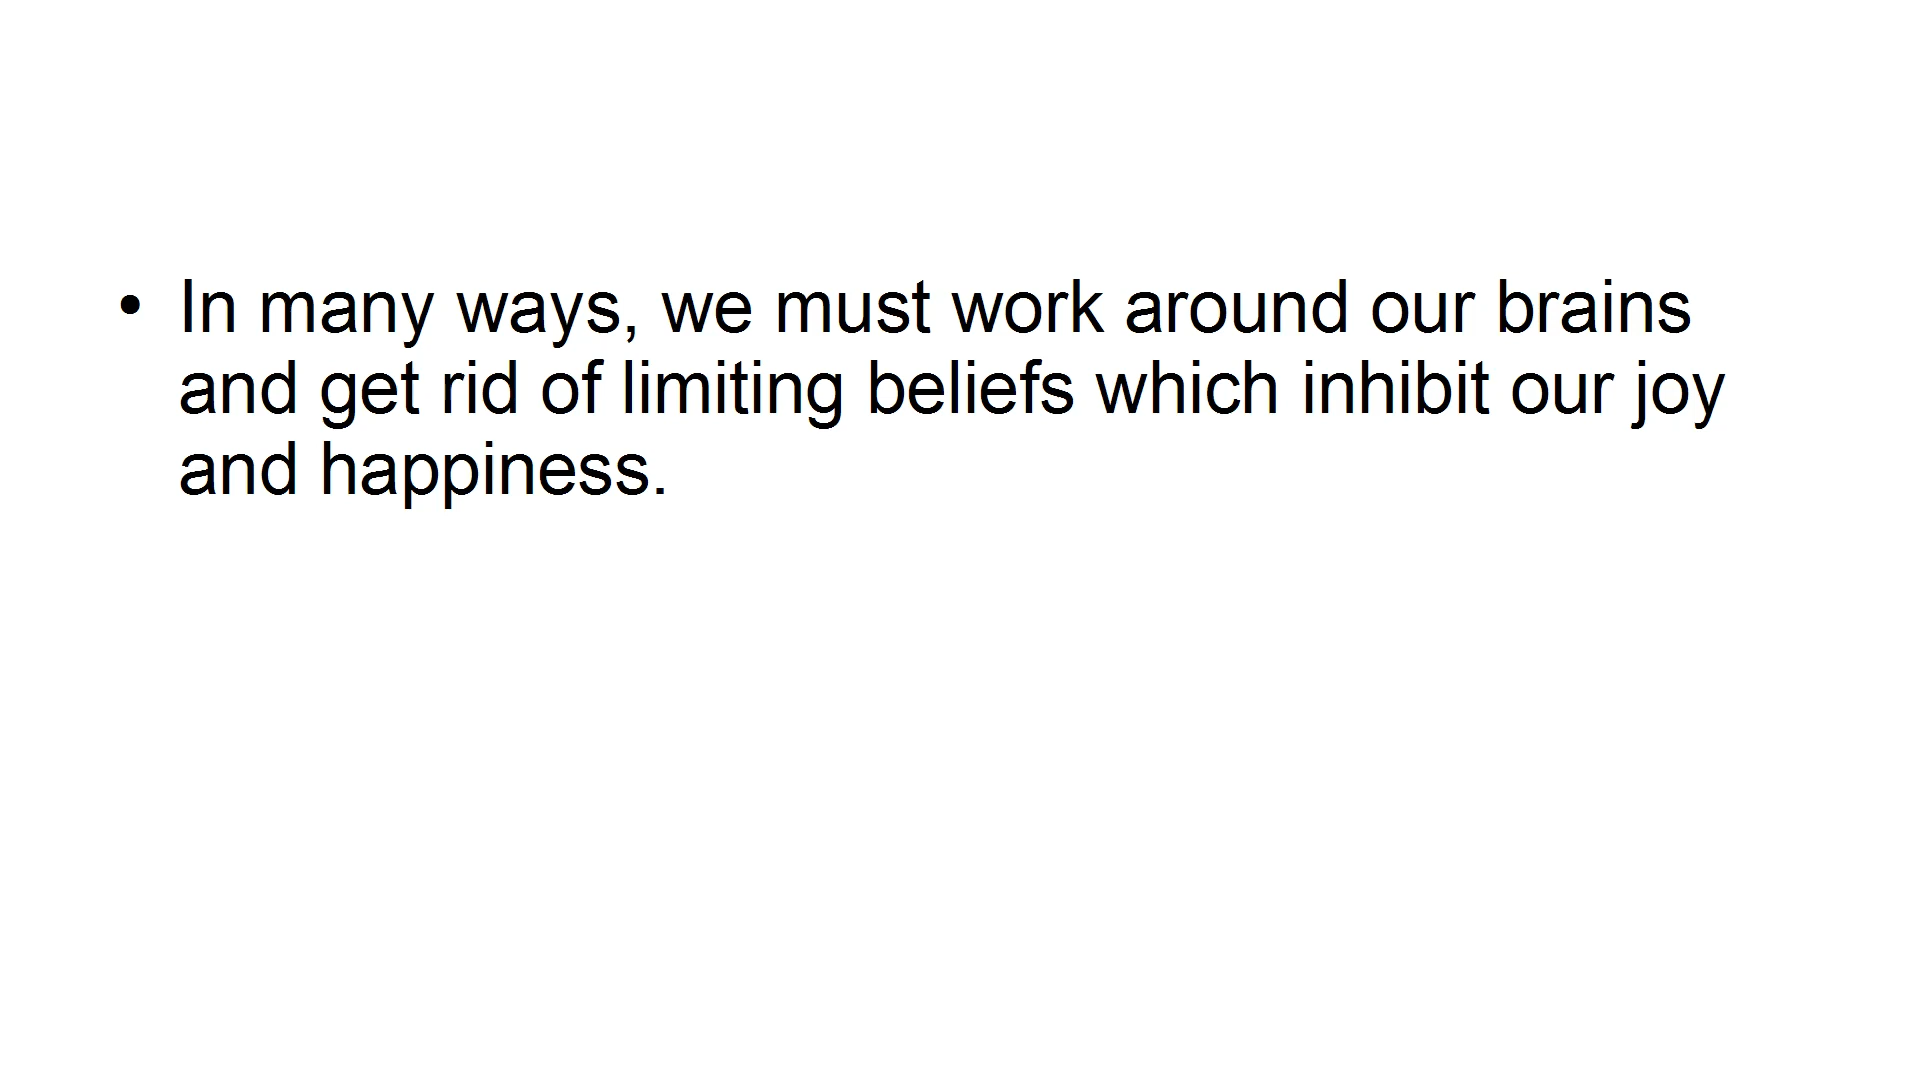 • In many ways, we must work around our brains
and get rid of limiting beliefs which inhibit our joy
and happiness.